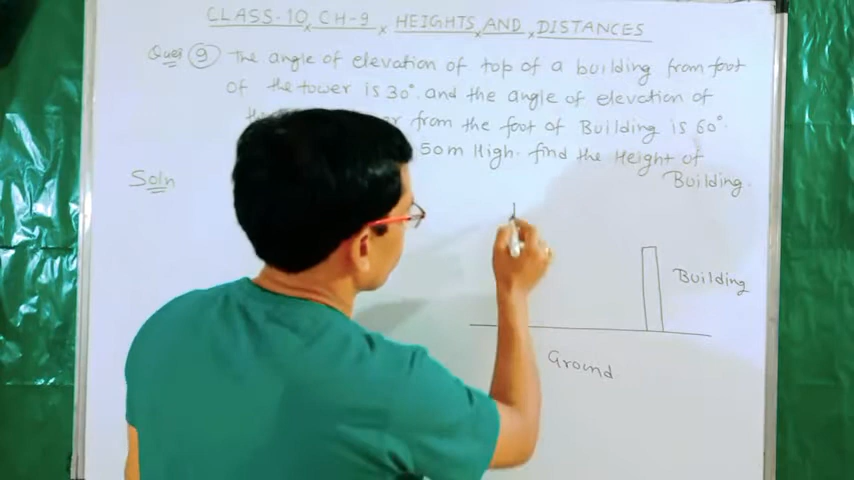 CLASS-10 CH-9 HEIGHTS AND DISTANCES
Ques 9 The angle of elevation of top of a building from foot
of the tower is 30°. and the angle of elevation of
from the foot of Building is 60°.
50m High. find the Height of
Building.
Soln
Building
Ground